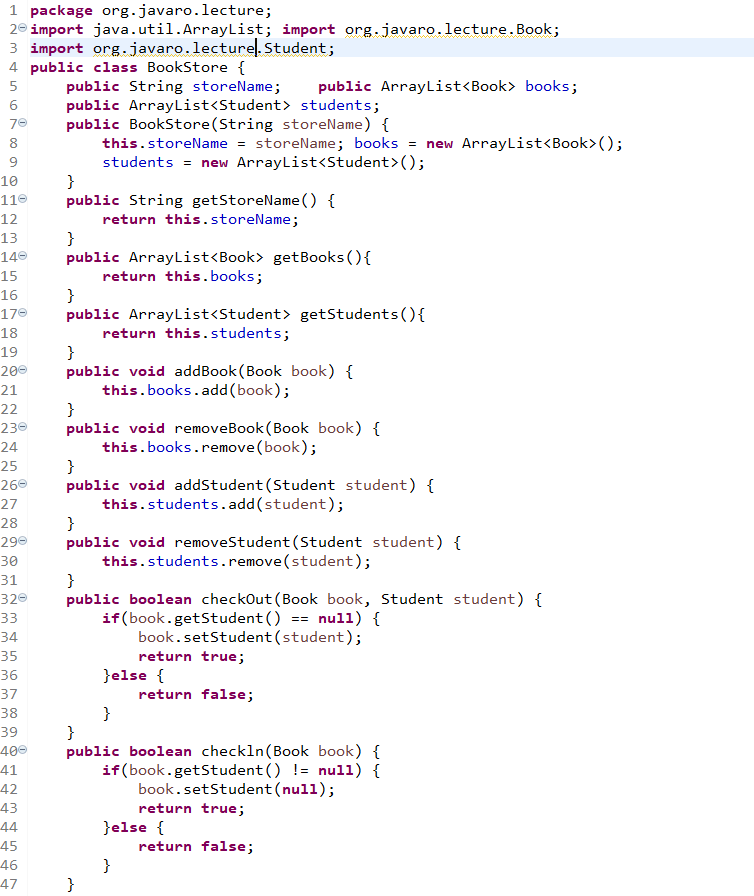 1 package org.javaro.lecture;
2 import java.util.ArrayList; import org.javaro.lecture.Book;
3 import org.javaro.lecture.Student;
4 public class BookStore {
5     public String storeName;    public ArrayList<Book> books;
6     public ArrayList<Student> students;
7     public BookStore(String storeName) {
8         this.storeName = storeName; books = new ArrayList<Book>();
9         students = new ArrayList<Student>();
10     }
11     public String getStoreName() {
12         return this.storeName;
13     }
14     public ArrayList<Book> getBooks(){
15         return this.books;
16     }
17     public ArrayList<Student> getStudents(){
18         return this.students;
19     }
20     public void addBook(Book book) {
21         this.books.add(book);
22     }
23     public void removeBook(Book book) {
24         this.books.remove(book);
25     }
26     public void addStudent(Student student) {
27         this.students.add(student);
28     }
29     public void removeStudent(Student student) {
30         this.students.remove(student);
31     }
32     public boolean checkOut(Book book, Student student) {
33         if(book.getStudent() == null) {
34             book.setStudent(student);
35             return true;
36         }else {
37             return false;
38         }
39     }
40     public boolean checkln(Book book) {
41         if(book.getStudent() != null) {
42             book.setStudent(null);
43             return true;
44         }else {
45             return false;
46         }
47     }